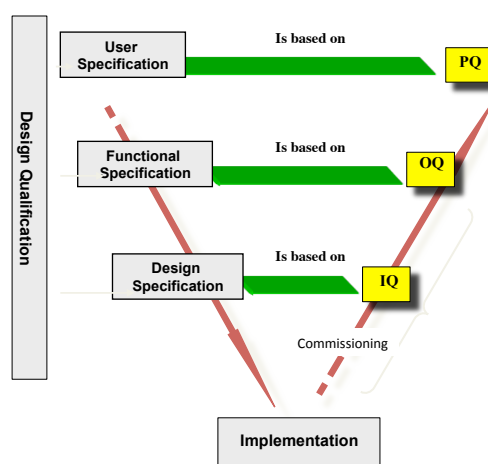 Design Qualification
User
Specification
Is based on
PQ
Functional
Specification
Is based on
OQ
Design
Specification
Is based on
IQ
Commissioning
Implementation